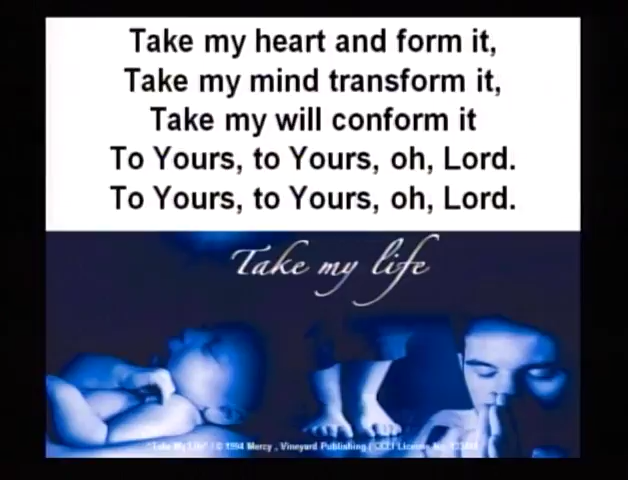 Take my heart and form it,
Take my mind transform it,
Take my will conform it
To Yours, to Yours, oh, Lord.
To Yours, to Yours, oh, Lord.
Take my life
"Take My Life" / © 1994 Mercy , Vineyard Publishing / CCLI License No.